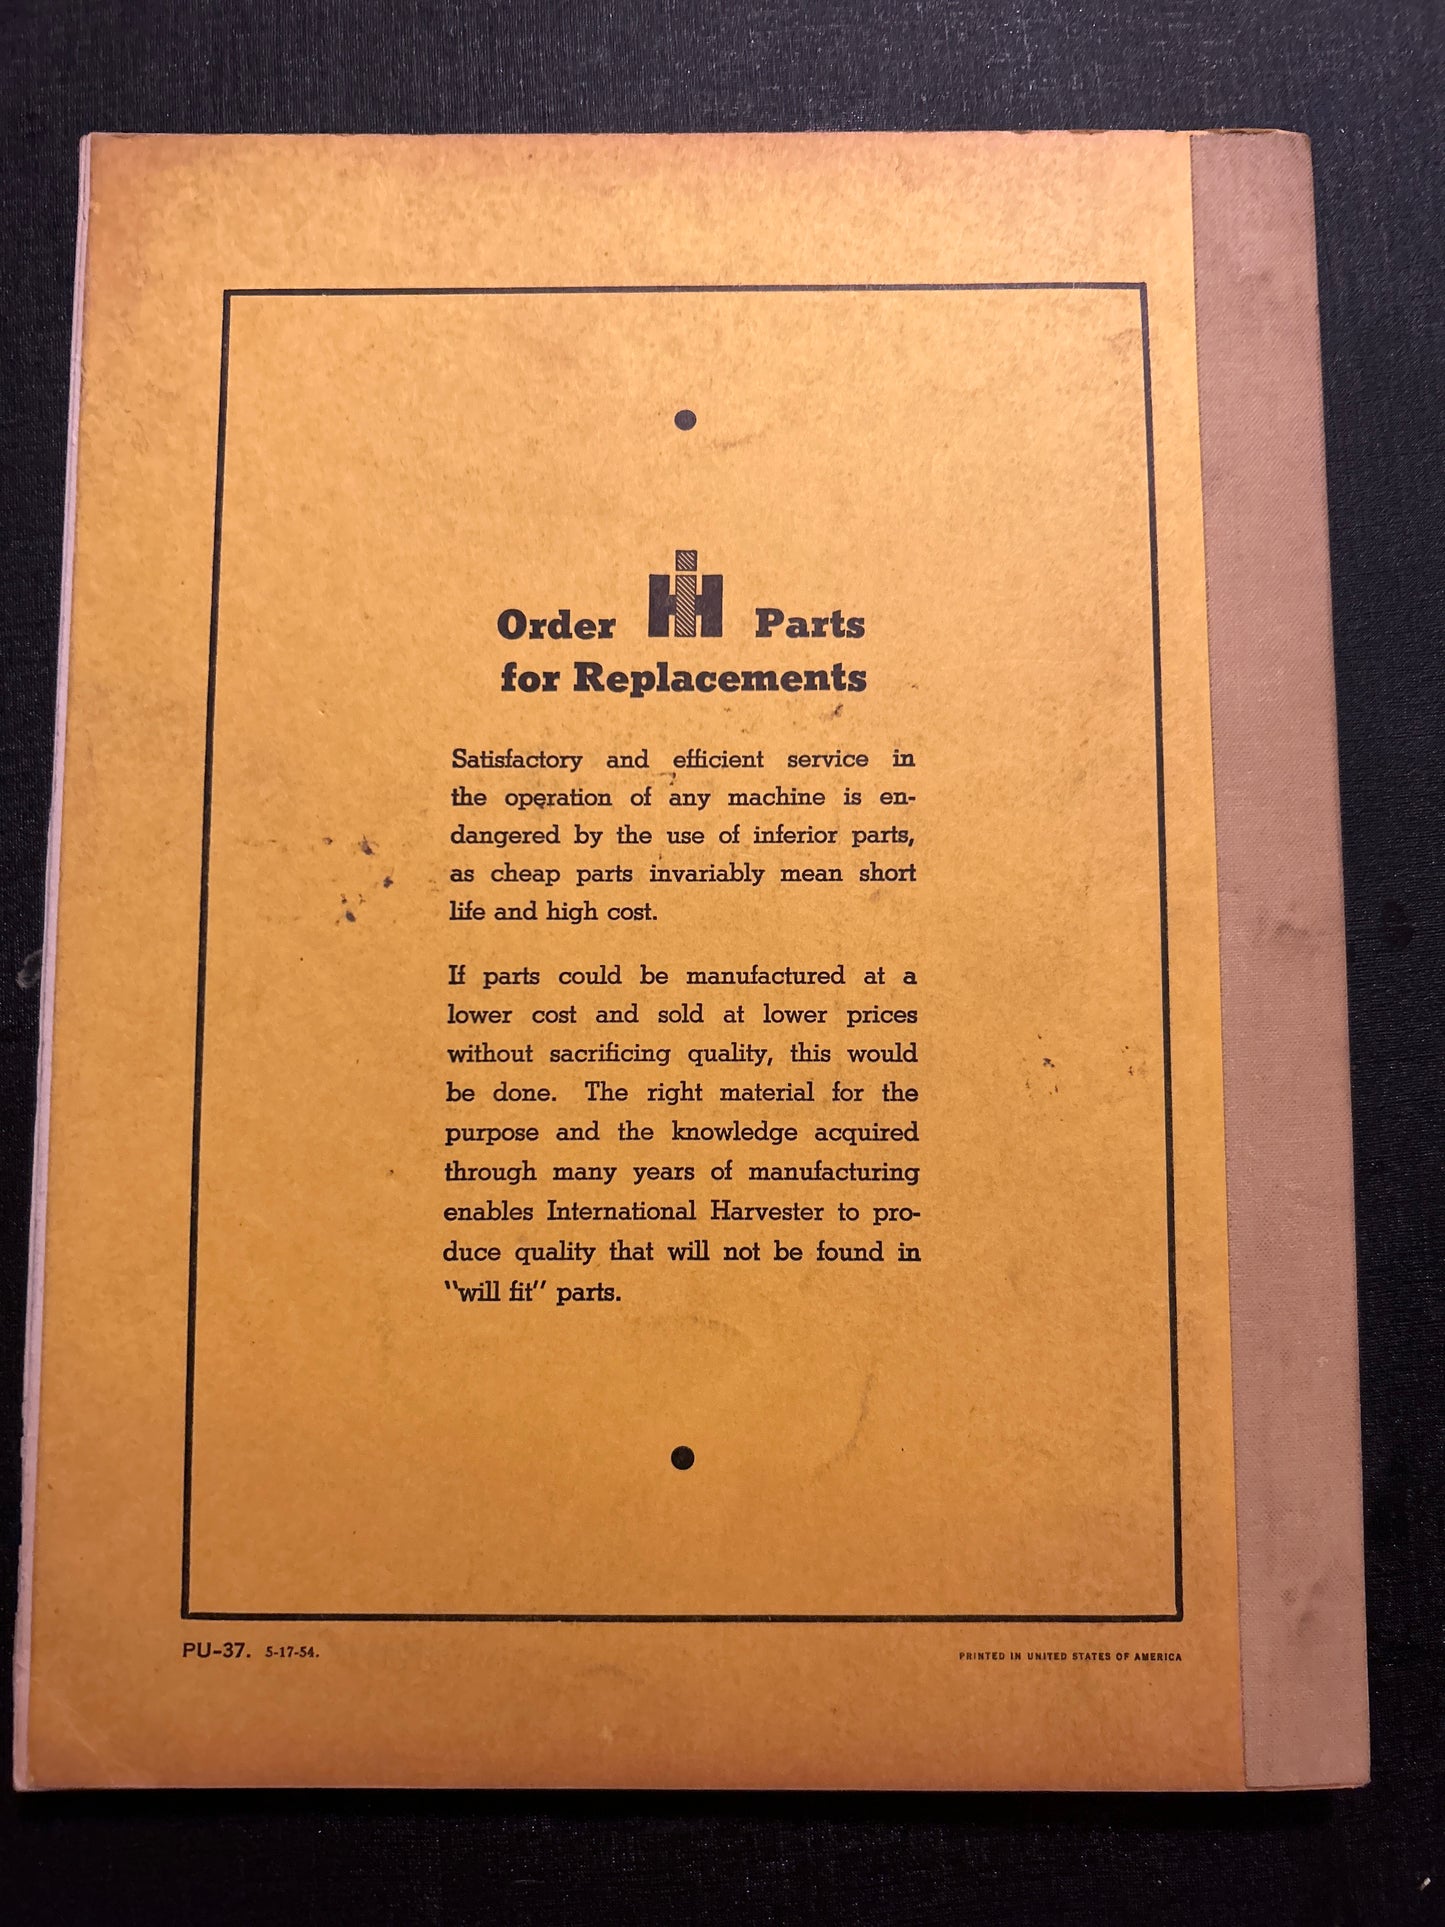 Order IH Parts
for Replacements
Satisfactory and efficient service in
the operation of any machine is en-
dangered by the use of inferior parts,
as cheap parts invariably mean short
life and high cost.
If parts could be manufactured at a
lower cost and sold at lower prices
without sacrificing quality, this would
be done. The right material for the
purpose and the knowledge acquired
through many years of manufacturing
enables International Harvester to pro-
duce quality that will not be found in
"will fit" parts.
PU-37. 5-17-54.
PRINTED IN UNITED STATES OF AMERICA